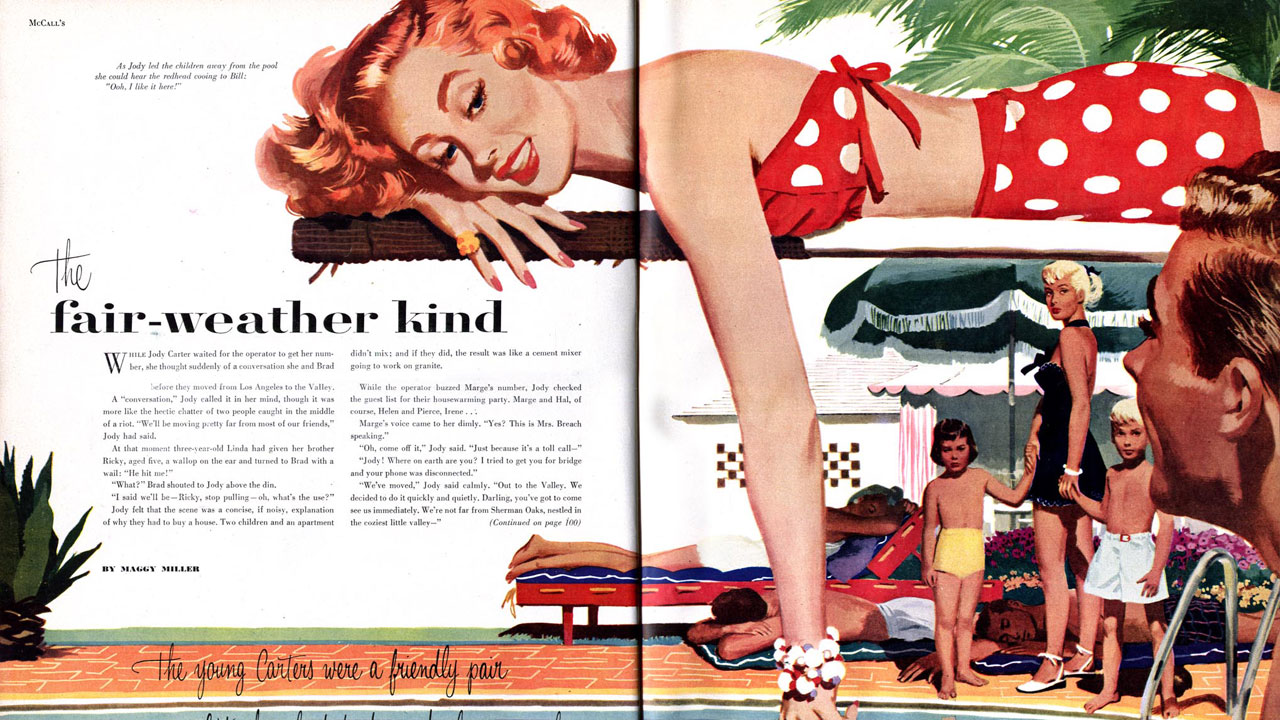 McCALL'S
As Jody led the children away from the pool
she could hear the redhead cooing to Bill:
"Ooh, I like it here!"
the
fair-weather kind
WHILE Jody Carter waited for the operator to get her num-
ber, she thought suddenly of a conversation she and Brad
before they moved from Los Angeles to the Valley.
A "conversation," Jody called it in her mind, though it was
more like the chatter of two people caught in the middle
of a riot. "We'll be moving pretty far from most of our friends,"
Jody had said.
At that moment three-year-old Linda had given her brother
Ricky, aged five, a wallop on the ear and turned to Brad with a
wail: "He hit me!"
"What?" Brad shouted to Jody above the din.
"I said we'll be—Ricky, stop pulling—oh, what's the use?"
Jody felt that the scene was a concise, if noisy, explanation
of why they had to buy a house. Two children and an apartment
didn't mix; and if they did, the result was like a cement mixer
going to work on granite.
While the operator buzzed Marge's number, Jody checked
the guest list for their housewarming party. Marge and Hal, of
course, Helen and Pierce, Irene . . .
Marge's voice came to her dimly. "Yes? This is Mrs. Breach
speaking."
"Oh, come off it," Jody said. "Just because it's a toll call—"
"Jody! Where on earth are you? I tried to get you for bridge
and your phone was disconnected."
"We've moved," Jody said calmly. "Out to the Valley. We
decided to do it quickly and quietly. Darling, you've got to come
see us immediately. We're not far from Sherman Oaks, nestled in
the coziest little valley—" (Continued on page 100)
BY MAGGY MILLER
the young Carters were a friendly pair